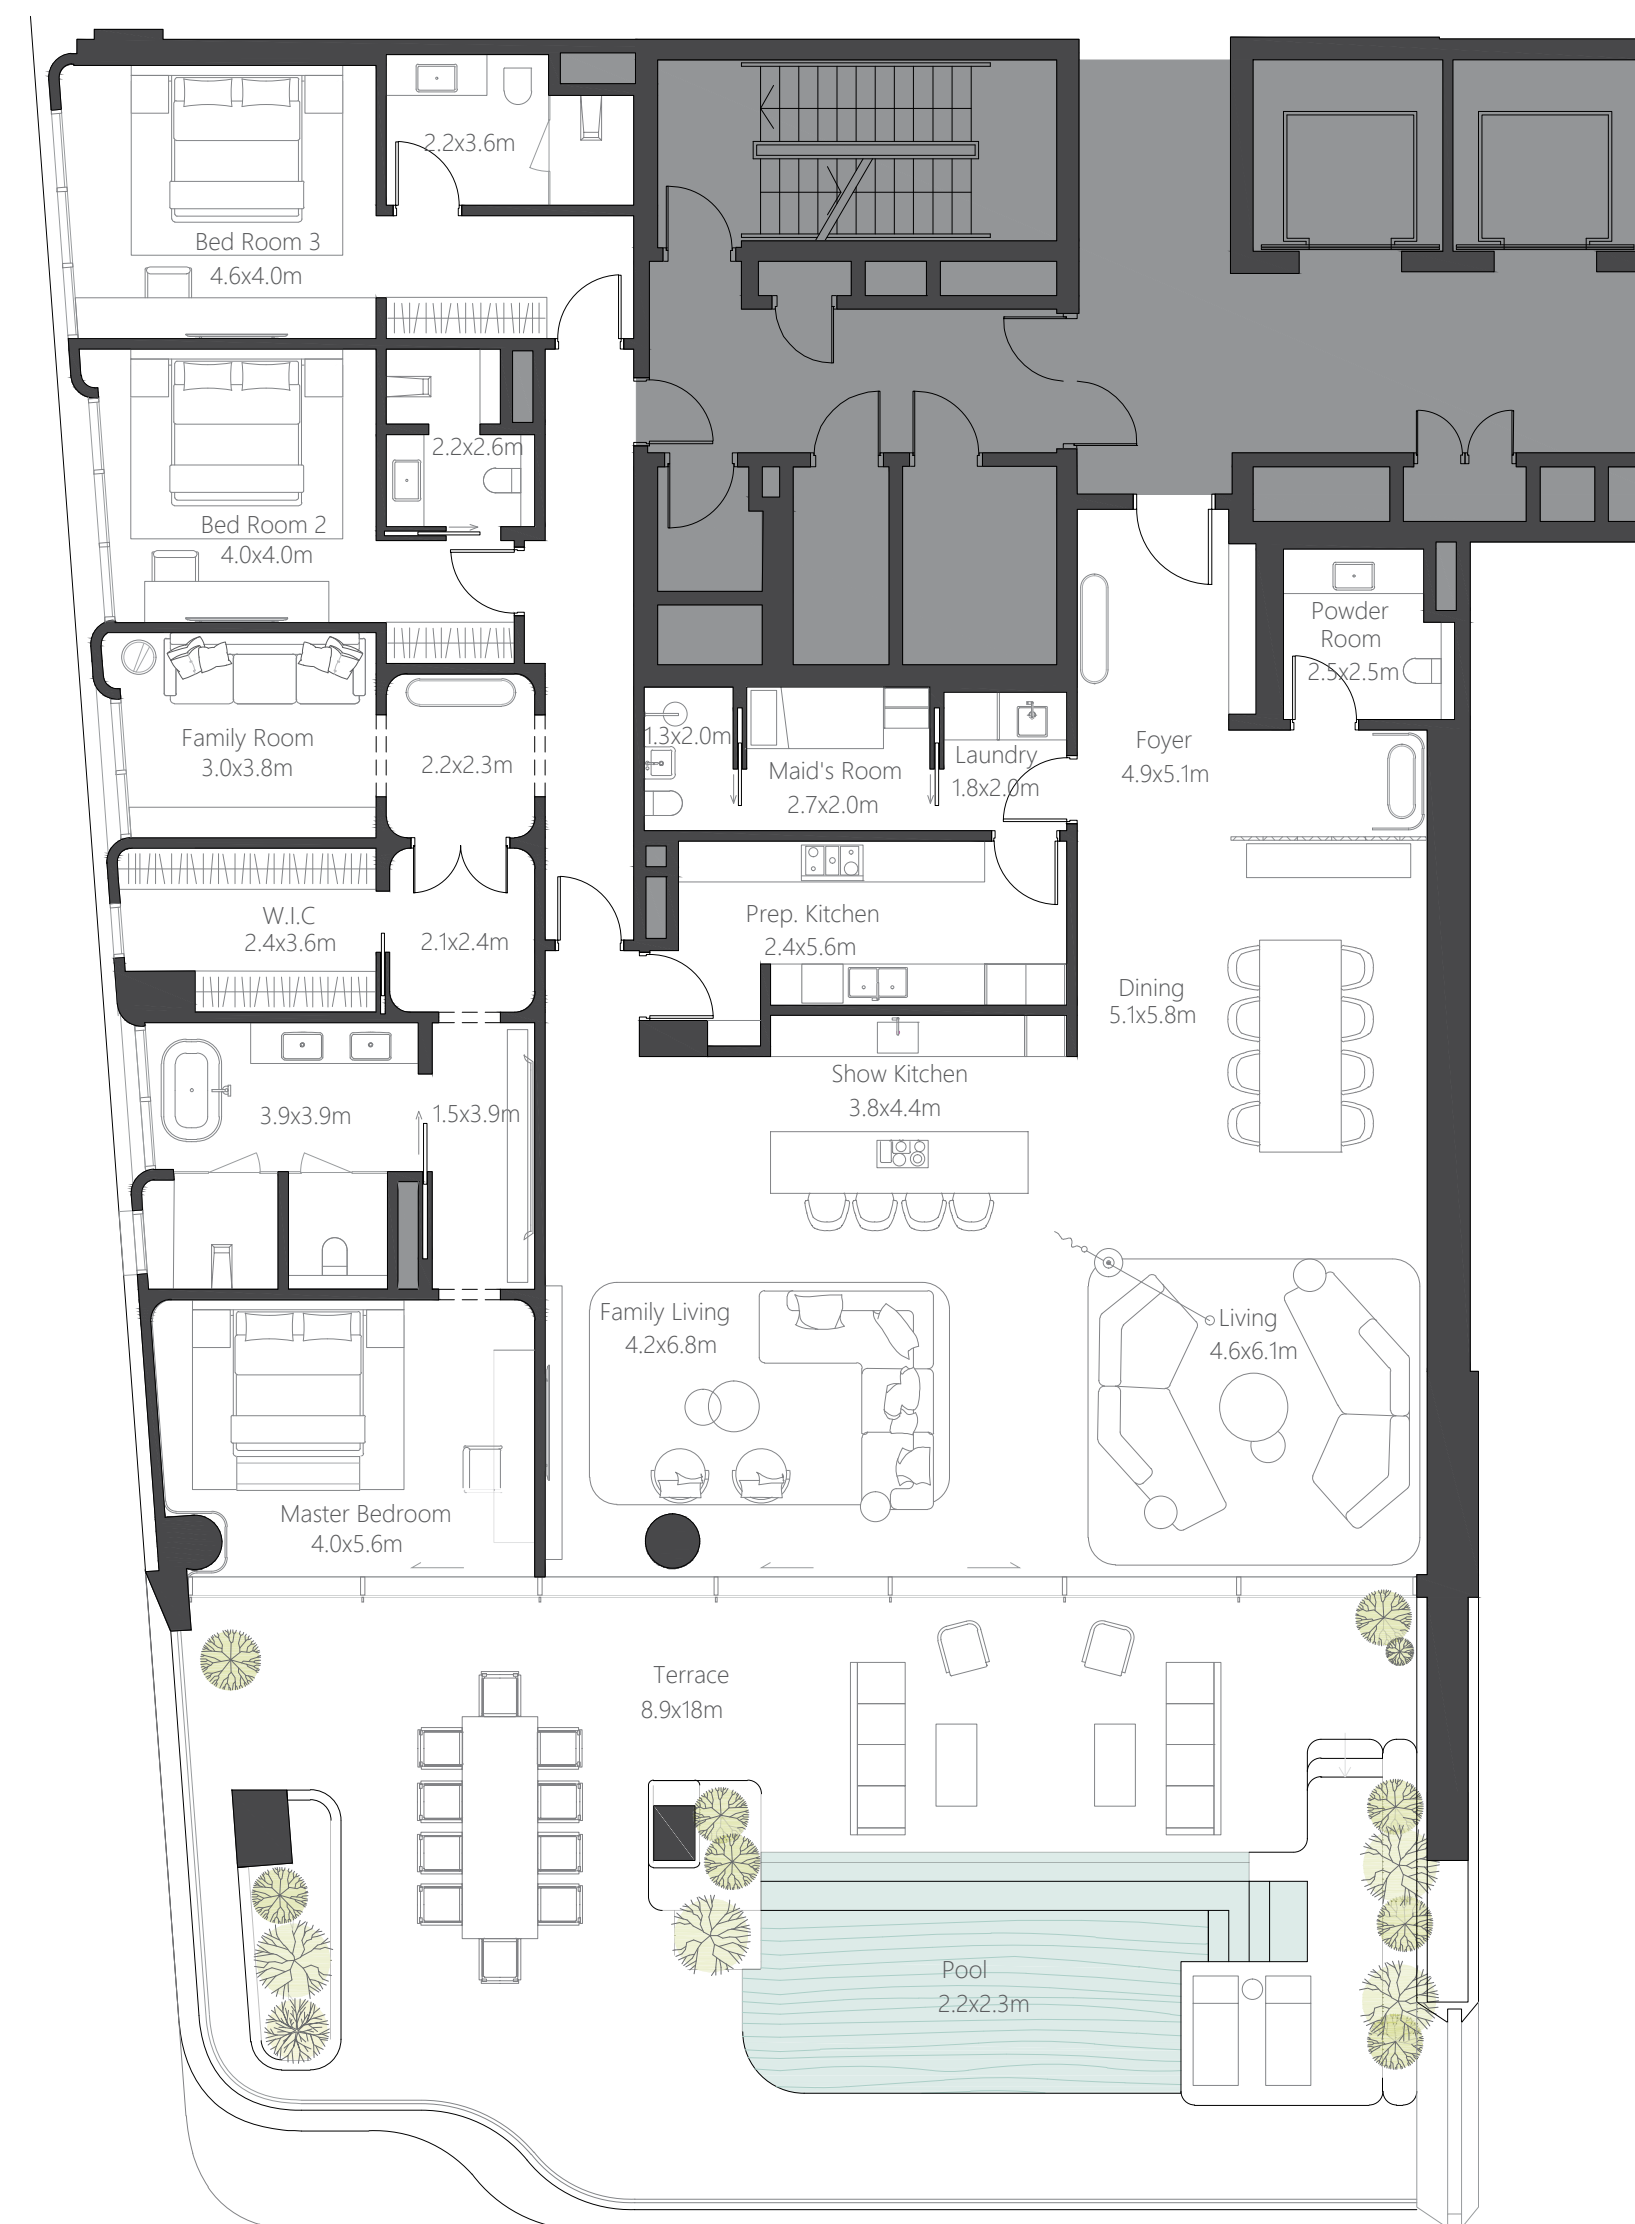 2.2x3.6m
Bed Room 3
4.6x4.0m
2.2x2.6m
Bed Room 2
4.0x4.0m
Powder
Room
2.5x2.5m
Family Room
3.0x3.8m
2.2x2.3m
1.3x2.0m
Maid's Room
2.7x2.0m
Laundry
1.8x2.0m
Foyer
4.9x5.1m
W.I.C
2.4x3.6m
2.1x2.4m
Prep. Kitchen
2.4x5.6m
Dining
5.1x5.8m
Show Kitchen
3.8x4.4m
3.9x3.9m
1.5x3.9m
Family Living
4.2x6.8m
Living
4.6x6.1m
Master Bedroom
4.0x5.6m
Terrace
8.9x18m
Pool
2.2x2.3m